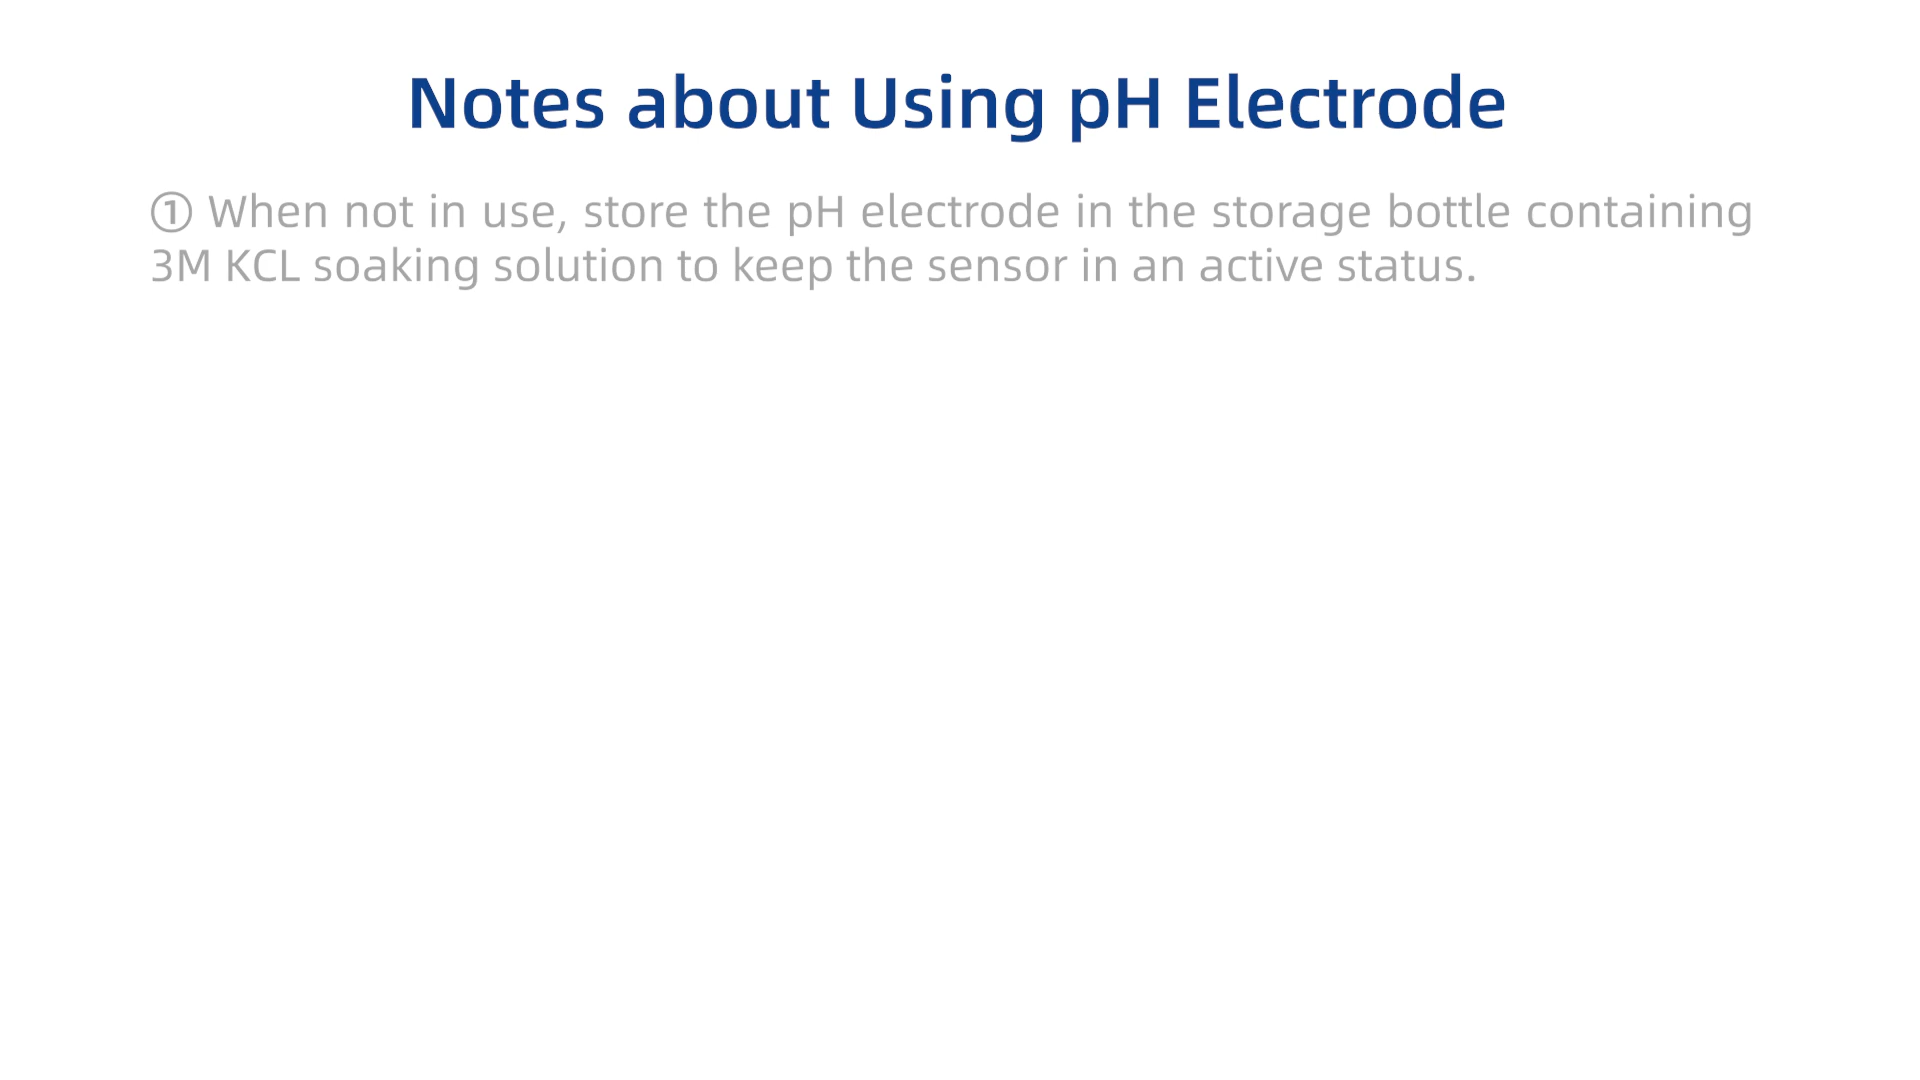 Notes about Using pH Electrode
① When not in use, store the pH electrode in the storage bottle containing
3M KCL soaking solution to keep the sensor in an active status.